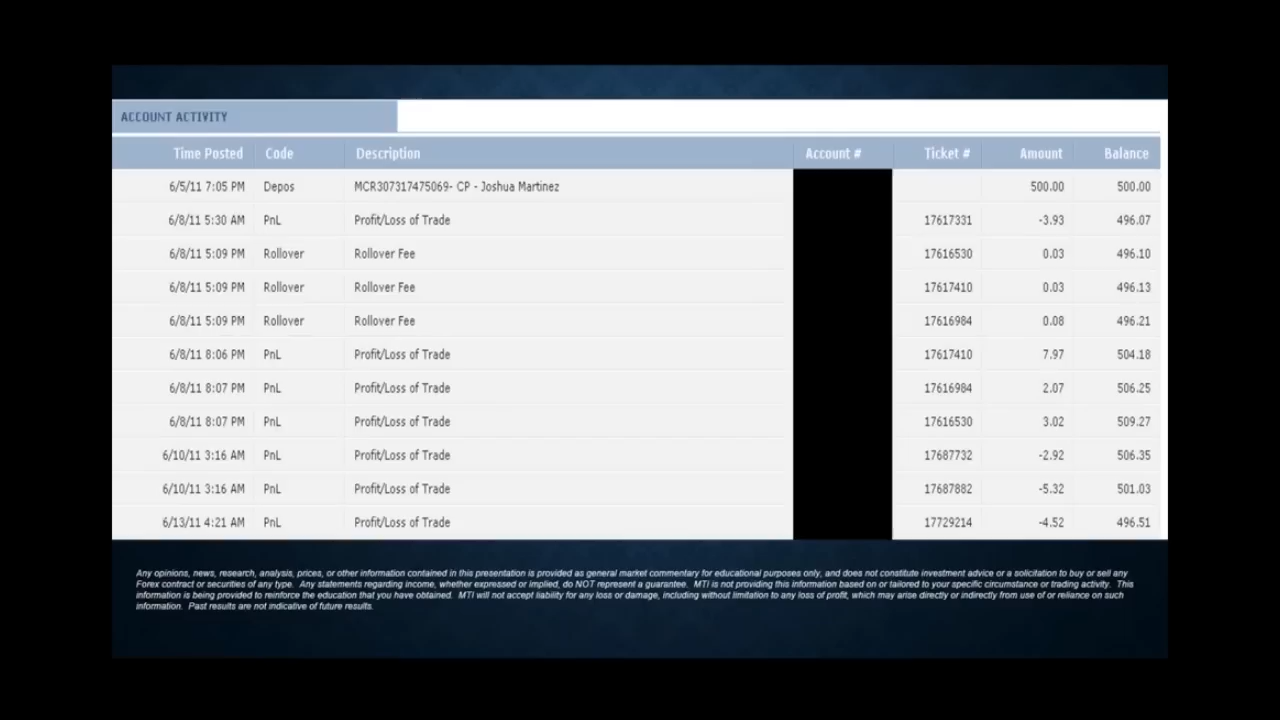 ACCOUNT ACTIVITY
Time Posted Code Description Account # Ticket # Amount Balance
6/5/11 7:05 PM Depos MCR307317475069- CP - Joshua Martinez 500.00 500.00
6/8/11 5:30 AM PnL Profit/Loss of Trade 17617331 -3.93 496.07
6/8/11 5:09 PM Rollover Rollover Fee 17616530 0.03 496.10
6/8/11 5:09 PM Rollover Rollover Fee 17617410 0.03 496.13
6/8/11 5:09 PM Rollover Rollover Fee 17616984 0.08 496.21
6/8/11 8:06 PM PnL Profit/Loss of Trade 17617410 7.97 504.18
6/8/11 8:07 PM PnL Profit/Loss of Trade 17616984 2.07 506.25
6/8/11 8:07 PM PnL Profit/Loss of Trade 17616530 3.02 509.27
6/10/11 3:16 AM PnL Profit/Loss of Trade 17687732 -2.92 506.35
6/10/11 3:16 AM PnL Profit/Loss of Trade 17687882 -5.32 501.03
6/13/11 4:21 AM PnL Profit/Loss of Trade 17729214 -4.52 496.51
Any opinions, news, research, analysis, prices, or other information contained in this presentation is provided as general market commentary for educational purposes only, and does not constitute investment advice or a solicitation to buy or sell any
Forex contract or securities of any type. Any statements regarding income, whether expressed or implied, do NOT represent a guarantee. MTI is not providing this information based on or tailored to your specific circumstance or trading activity. This
information is being provided to reinforce the education that you have obtained. MTI will not accept liability for any loss or damage, including without limitation to any loss of profit, which may arise directly or indirectly from use of or reliance on such
information. Past results are not indicative of future results.